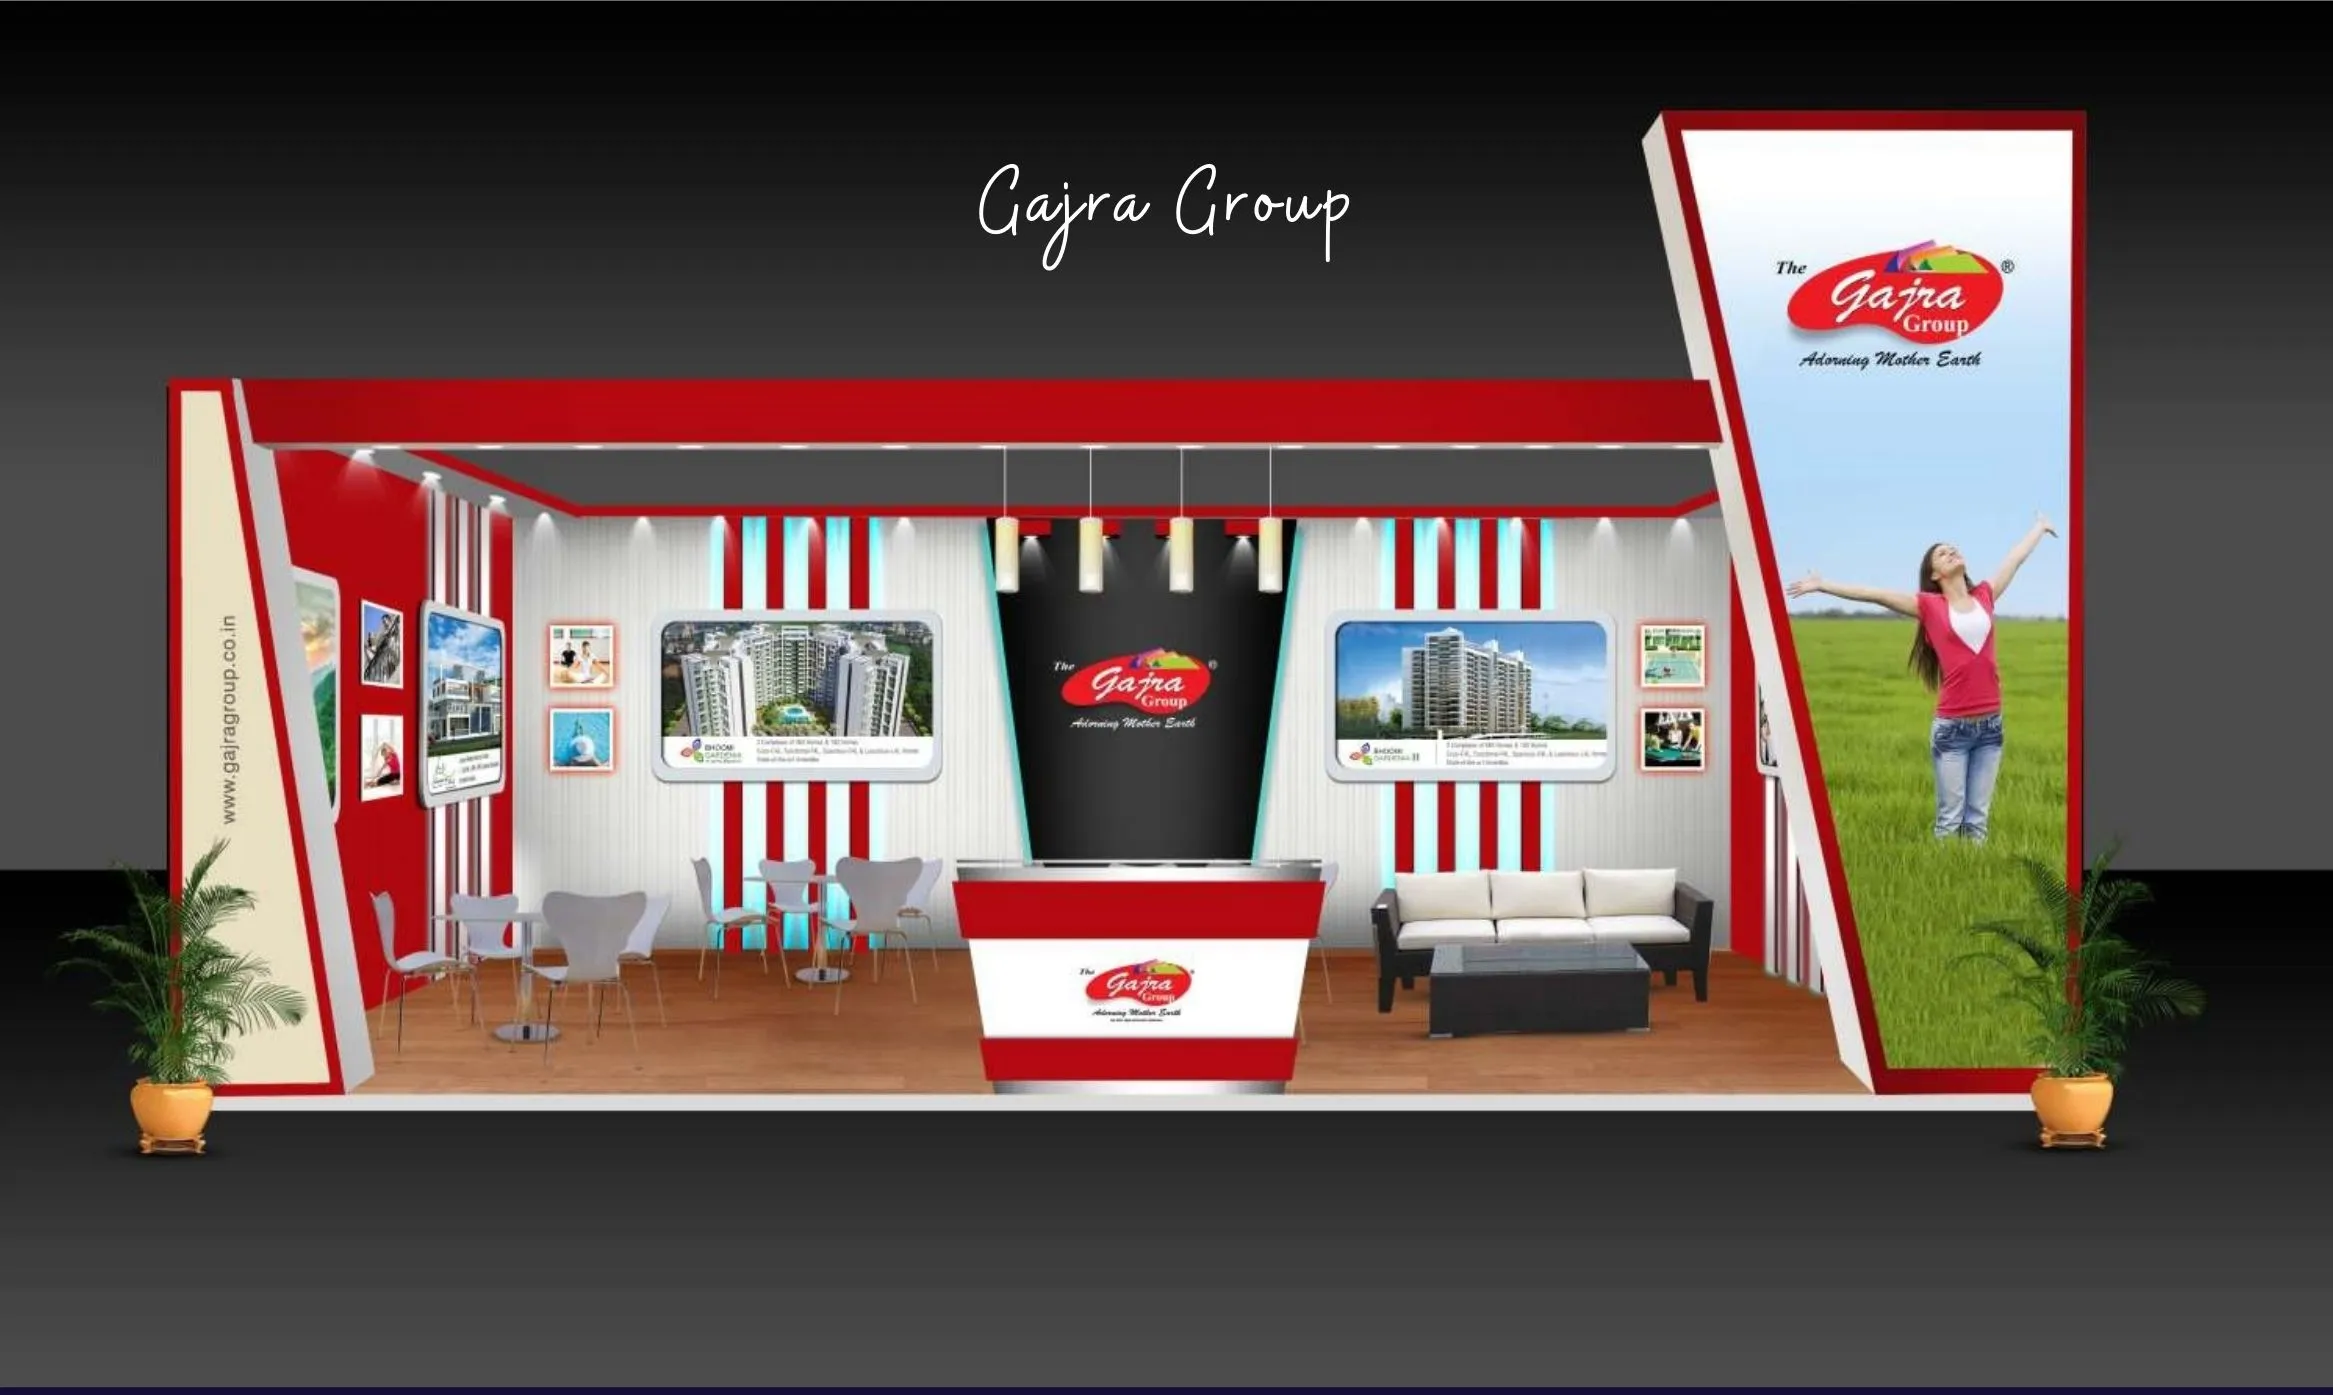 Gajra Group
The Gajra ®
Group
Adorning Mother Earth
www.gajragroup.co.in
The Gajra ®
Group
Adorning Mother Earth
BHOOMI
GARDENIA
BHOOMI
GARDENIA II
The Gajra
Group
Adorning Mother Earth